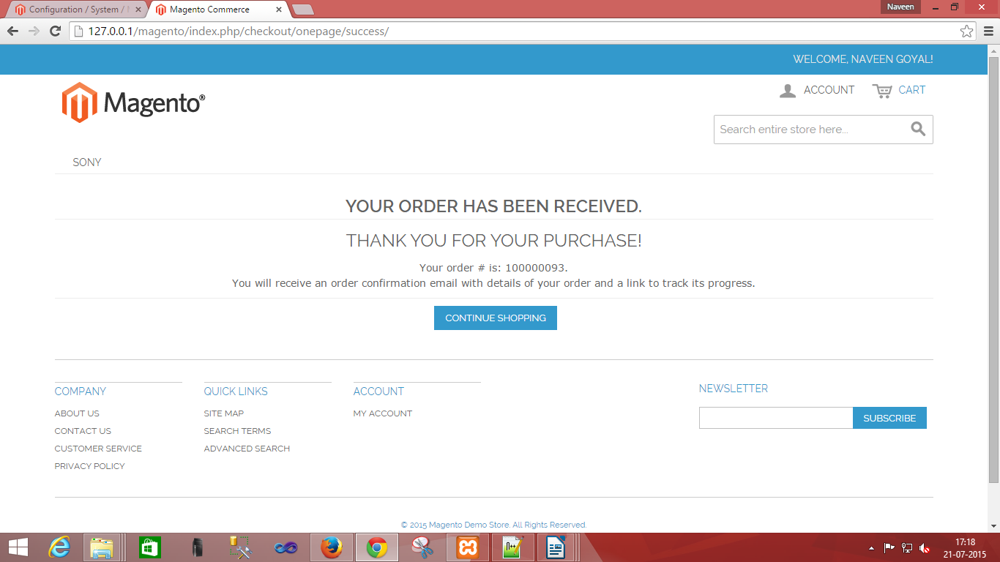 Configuration / System /
Magento Commerce
Naveen
127.0.0.1/magento/index.php/checkout/onepage/success/
WELCOME, NAVEEN GOYAL!
Magento®
ACCOUNT
CART
Search entire store here...
SONY
YOUR ORDER HAS BEEN RECEIVED.
THANK YOU FOR YOUR PURCHASE!
Your order # is: 100000093.
You will receive an order confirmation email with details of your order and a link to track its progress.
CONTINUE SHOPPING
COMPANY
ABOUT US
CONTACT US
CUSTOMER SERVICE
PRIVACY POLICY
QUICK LINKS
SITE MAP
SEARCH TERMS
ADVANCED SEARCH
ACCOUNT
MY ACCOUNT
NEWSLETTER
SUBSCRIBE
© 2015 Magento Demo Store. All Rights Reserved.
17:18
21-07-2015